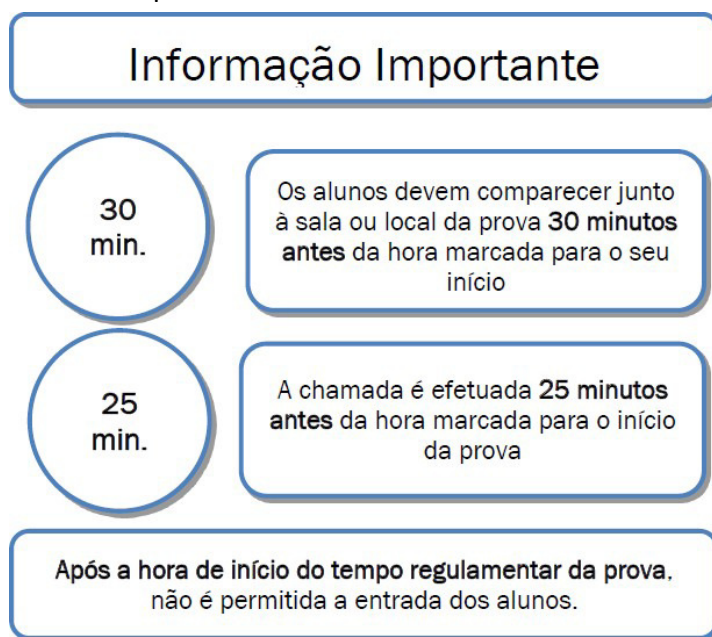 Informação Importante
30
min.
Os alunos devem comparecer junto
à sala ou local da prova 30 minutos
antes da hora marcada para o seu
início
25
min.
A chamada é efetuada 25 minutos
antes da hora marcada para o início
da prova
Após a hora de início do tempo regulamentar da prova,
não é permitida a entrada dos alunos.